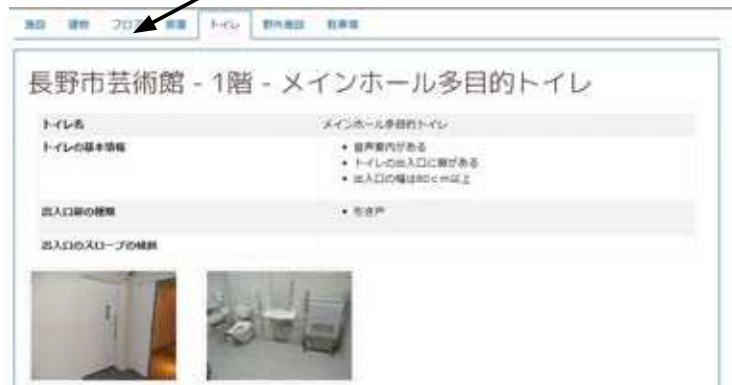 施設 建物 フロア 部屋 トイレ 野外施設 駐車場
長野市芸術館 - 1階 - メインホール多目的トイレ
トイレ名 メインホール多目的トイレ
トイレの基本情報
• 音声案内がある
• トイレの出入口に扉がある
• 出入口の幅は80cm以上
出入口扉の種類 • 引き戸
出入口のスロープの傾斜